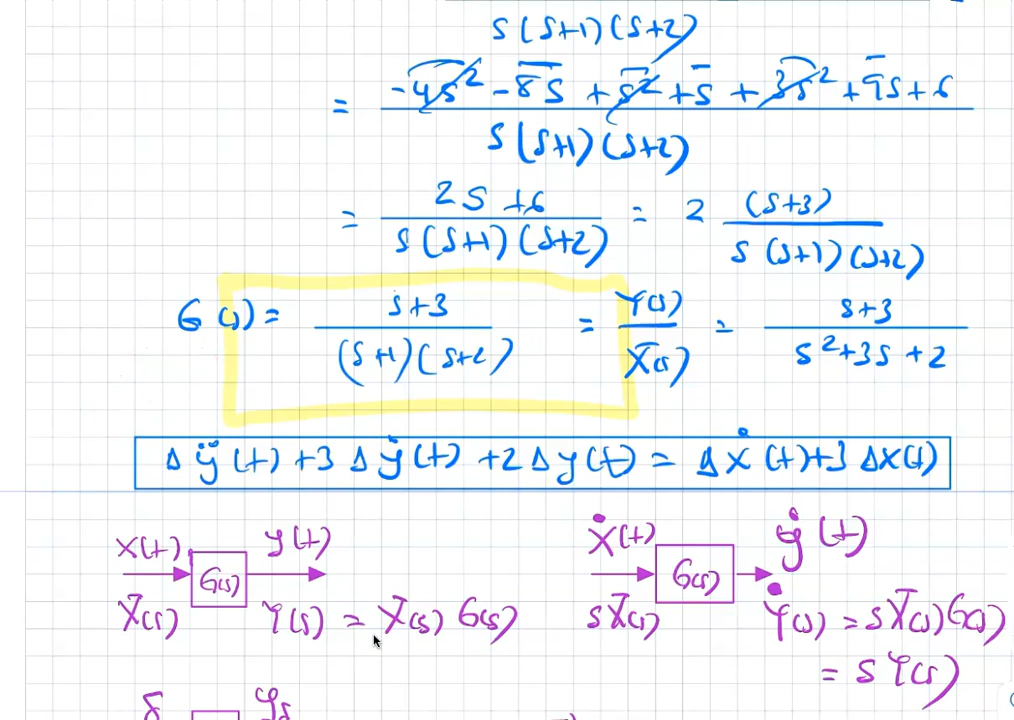 s(s+1)(s+2)
= (-4s² - 8s + s² + s + 3s² + 9s + 6) / (s(s+1)(s+2))
= (2s+6) / (s(s+1)(s+2)) = 2 (s+3) / (s(s+1)(s+2))
G(s) = (s+3) / ((s+1)(s+2)) = Y(s) / X(s) = (s+3) / (s²+3s+2)
Δÿ(t) + 3Δẏ(t) + 2Δy(t) = Δẋ(t) + 3Δx(t)
x(t) G(s) y(t) ẋ(t) G(s) ẏ(t)
X(s) Y(s) = X(s) G(s) sX(s) Ẏ(s) = sX(s)G(s)
= sY(s)